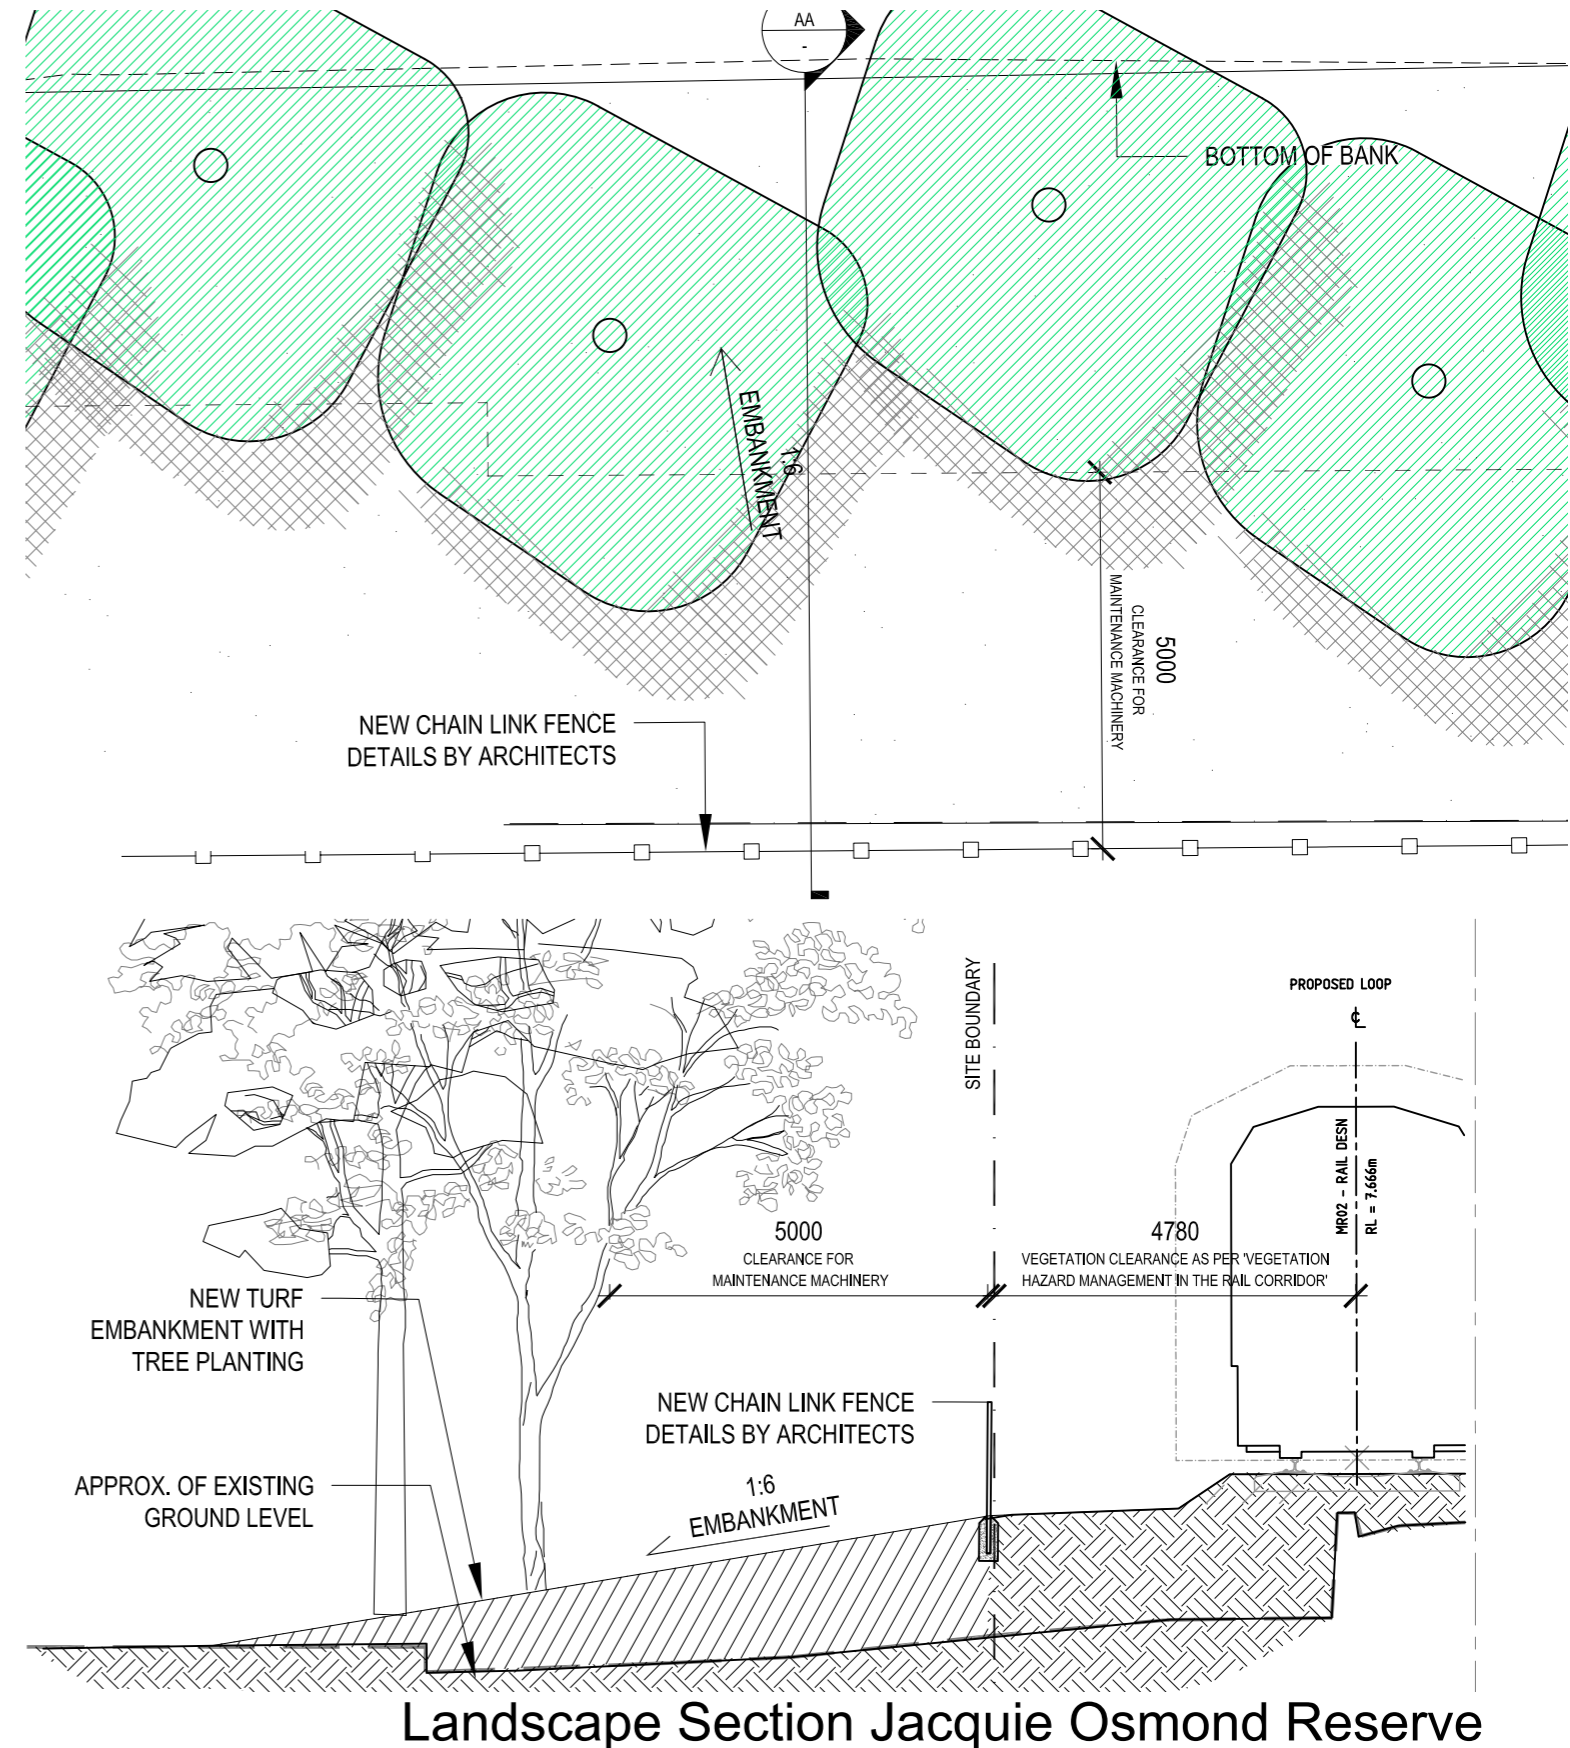 AA
-
BOTTOM OF BANK
1:6
EMBANKMENT
5000
CLEARANCE FOR
MAINTENANCE MACHINERY
NEW CHAIN LINK FENCE
DETAILS BY ARCHITECTS
SITE BOUNDARY
PROPOSED LOOP
℄
MR02 - RAIL DESN
RL = 7.666m
5000
CLEARANCE FOR
MAINTENANCE MACHINERY
4780
VEGETATION CLEARANCE AS PER 'VEGETATION
HAZARD MANAGEMENT IN THE RAIL CORRIDOR'
NEW TURF
EMBANKMENT WITH
TREE PLANTING
NEW CHAIN LINK FENCE
DETAILS BY ARCHITECTS
APPROX. OF EXISTING
GROUND LEVEL
1:6
EMBANKMENT
Landscape Section Jacquie Osmond Reserve